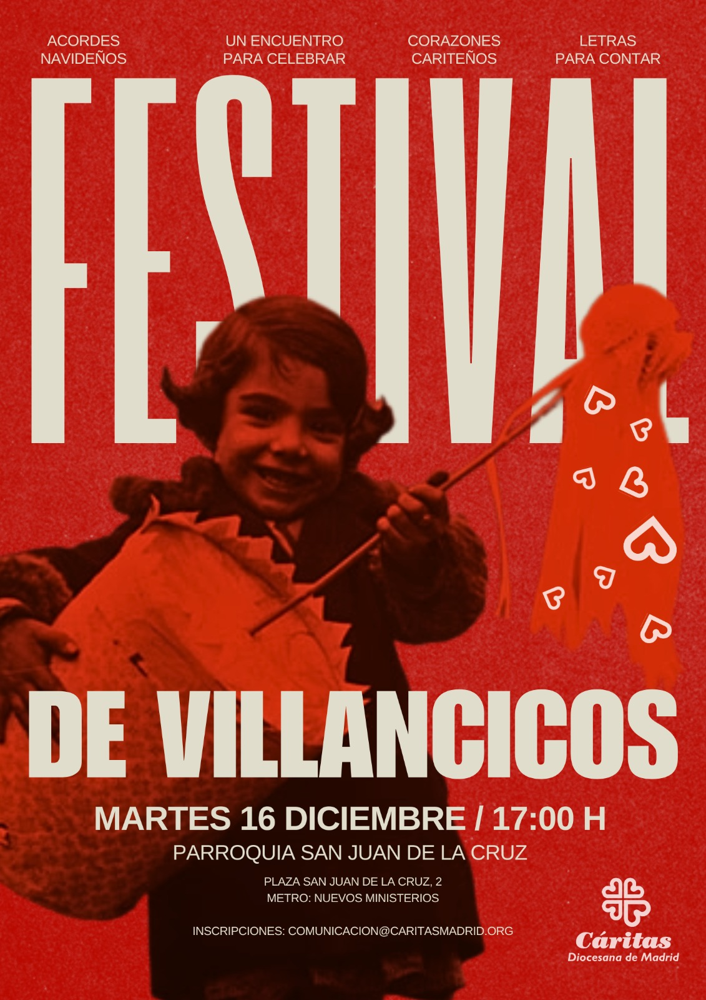 ACORDES
NAVIDEÑOS
UN ENCUENTRO
PARA CELEBRAR
CORAZONES
CARITEÑOS
LETRAS
PARA CONTAR
FESTIVAL
DE VILLANCICOS
MARTES 16 DICIEMBRE / 17:00 H
PARROQUIA SAN JUAN DE LA CRUZ
PLAZA SAN JUAN DE LA CRUZ, 2
METRO: NUEVOS MINISTERIOS
INSCRIPCIONES: COMUNICACION@CARITASMADRID.ORG
Cáritas
Diocesana de Madrid